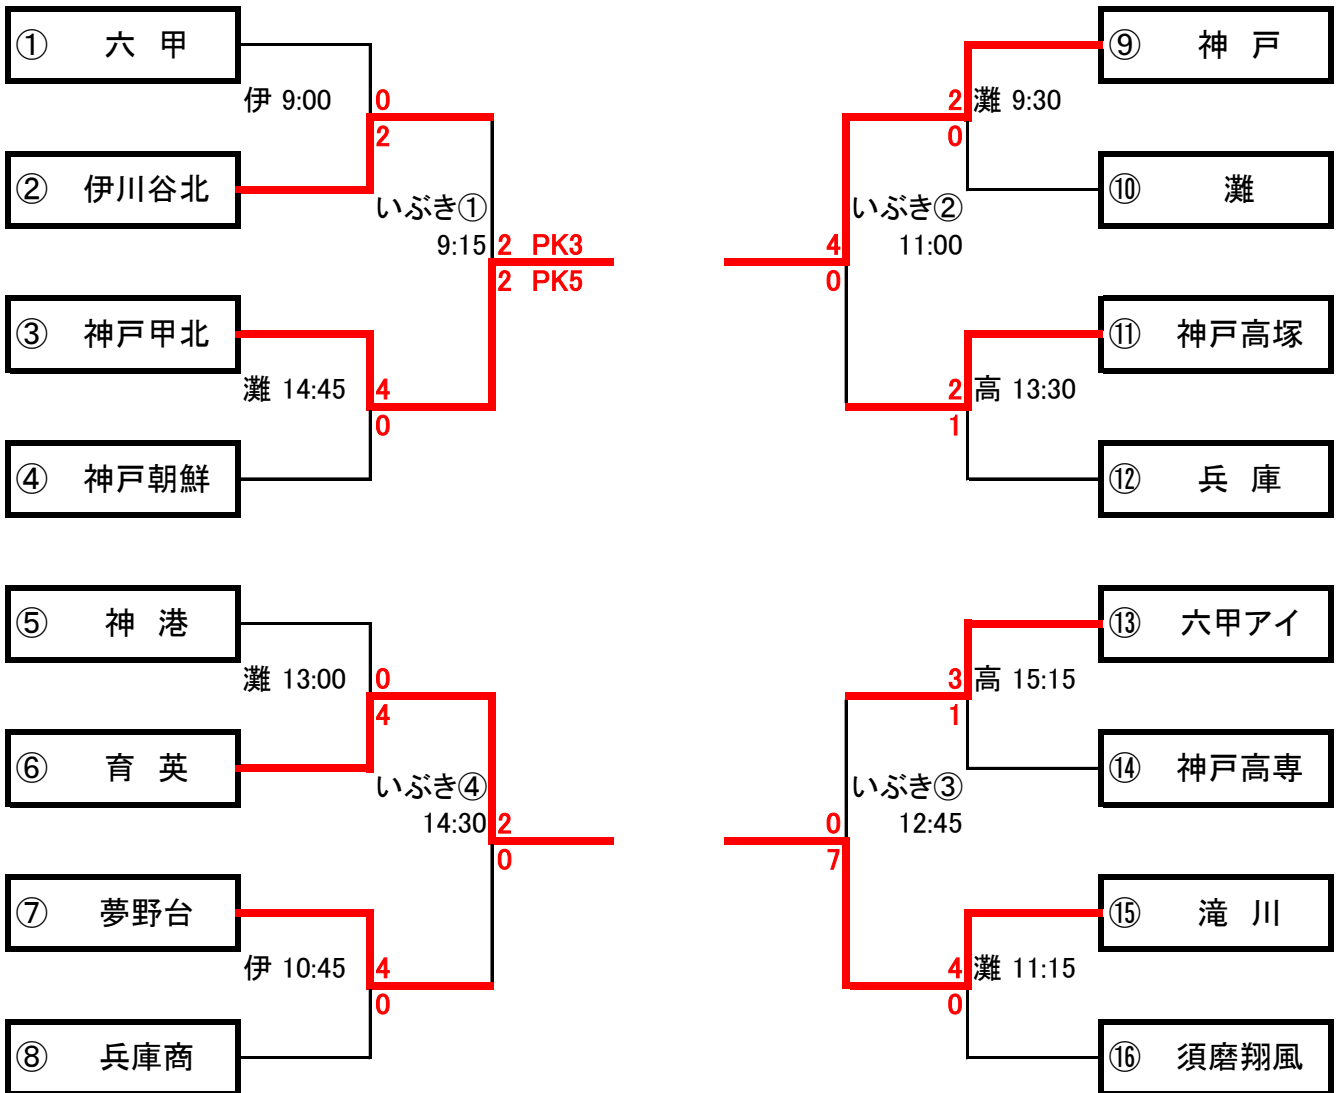 ① 六 甲
伊 9:00 0
2
② 伊川谷北
いぶき①
9:15 2 PK3
2 PK5
③ 神戸甲北
灘 14:45 4
0
④ 神戸朝鮮
⑤ 神 港
灘 13:00 0
4
⑥ 育 英
いぶき④
14:30 2
0
⑦ 夢野台
伊 10:45 4
0
⑧ 兵庫商
⑨ 神 戸
2 灘 9:30
0
⑩ 灘
いぶき②
4 11:00
0
⑪ 神戸高塚
2 高 13:30
1
⑫ 兵 庫
⑬ 六甲アイ
3 高 15:15
1
⑭ 神戸高専
いぶき③
0 12:45
7
⑮ 滝 川
4 灘 11:15
0
⑯ 須磨翔風